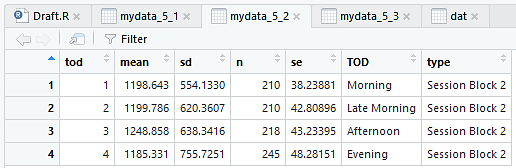 Draft.R mydata_5_1 mydata_5_2 mydata_5_3 dat
Filter
tod mean sd n se TOD type
1 1 1198.643 554.1330 210 38.23881 Morning Session Block 2
2 2 1199.786 620.3607 210 42.80896 Late Morning Session Block 2
3 3 1248.858 638.3416 218 43.23395 Afternoon Session Block 2
4 4 1185.331 755.7251 245 48.28151 Evening Session Block 2